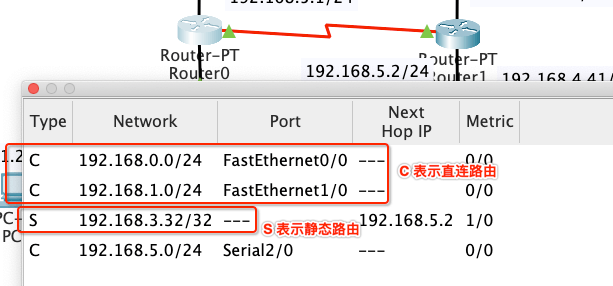 192.168.5.1/24
Router-PT
Router0
Router-PT
Router1
192.168.5.2/24
192.168.4.41/
Type Network Port Next Hop IP Metric
C 192.168.0.0/24 FastEthernet0/0 --- 0/0
C 192.168.1.0/24 FastEthernet1/0 --- 0/0
C 表示直连路由
S 192.168.3.32/32 --- 192.168.5.2 1/0
S 表示静态路由
C 192.168.5.0/24 Serial2/0 --- 0/0
1.2
PC-
PC